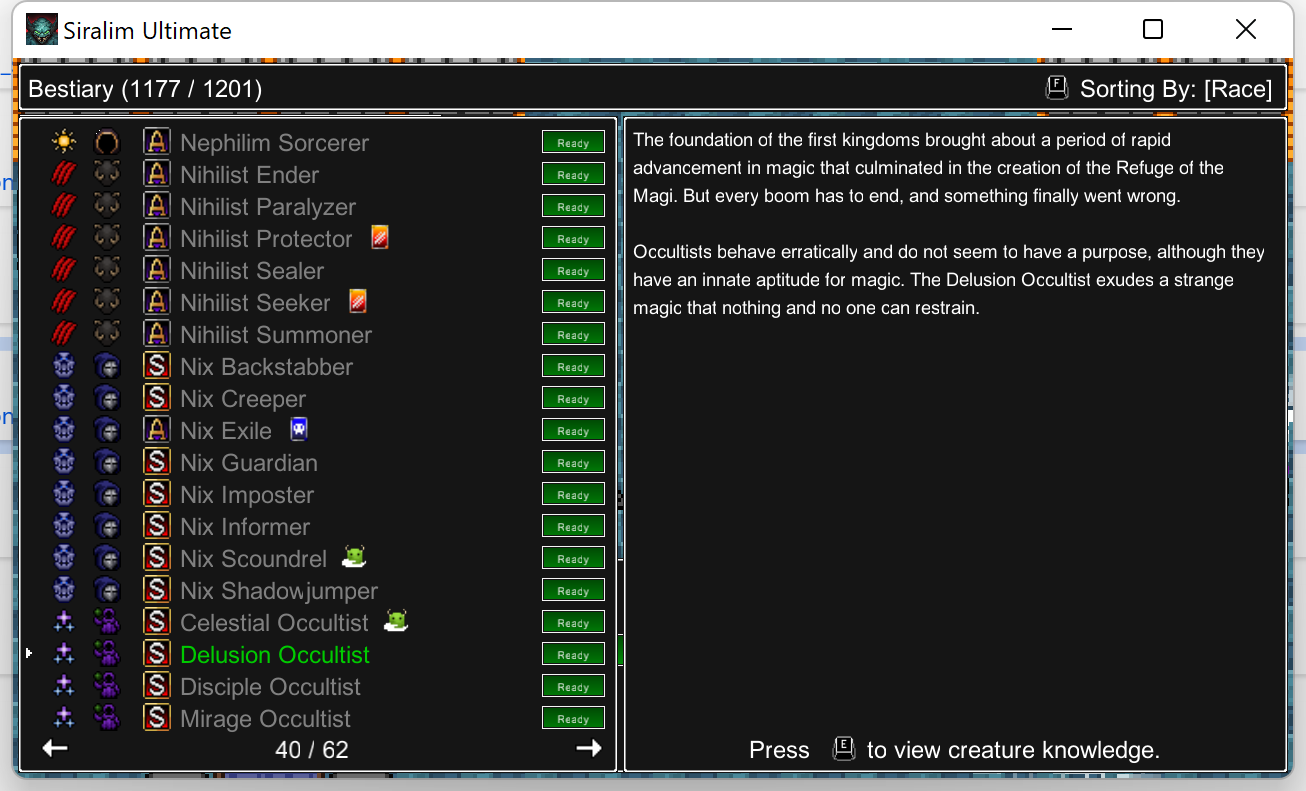 Siralim Ultimate
Bestiary (1177 / 1201)
F Sorting By: [Race]
A Nephilim Sorcerer Ready
A Nihilist Ender Ready
A Nihilist Paralyzer Ready
A Nihilist Protector Ready
A Nihilist Sealer Ready
A Nihilist Seeker Ready
A Nihilist Summoner Ready
S Nix Backstabber Ready
S Nix Creeper Ready
A Nix Exile Ready
S Nix Guardian Ready
S Nix Imposter Ready
S Nix Informer Ready
S Nix Scoundrel Ready
S Nix Shadowjumper Ready
S Celestial Occultist Ready
S Delusion Occultist Ready
S Disciple Occultist Ready
S Mirage Occultist Ready
40 / 62
The foundation of the first kingdoms brought about a period of rapid
advancement in magic that culminated in the creation of the Refuge of the
Magi. But every boom has to end, and something finally went wrong.
Occultists behave erratically and do not seem to have a purpose, although they
have an innate aptitude for magic. The Delusion Occultist exudes a strange
magic that nothing and no one can restrain.
Press E to view creature knowledge.